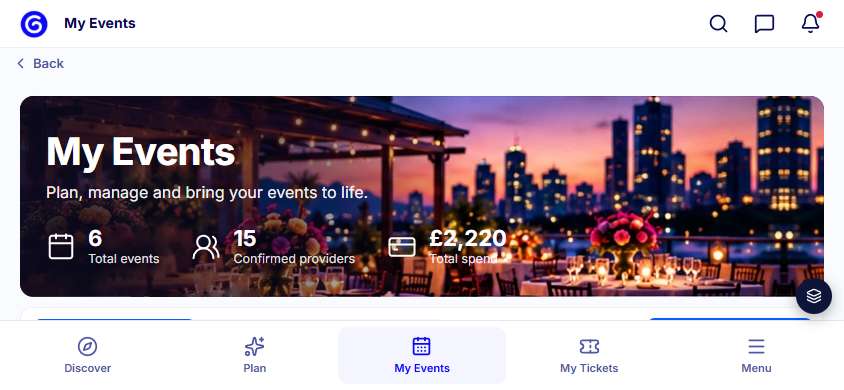 My Events
Back
My Events
Plan, manage and bring your events to life.
6
Total events
15
Confirmed providers
£2,220
Total spend
Discover
Plan
My Events
My Tickets
Menu